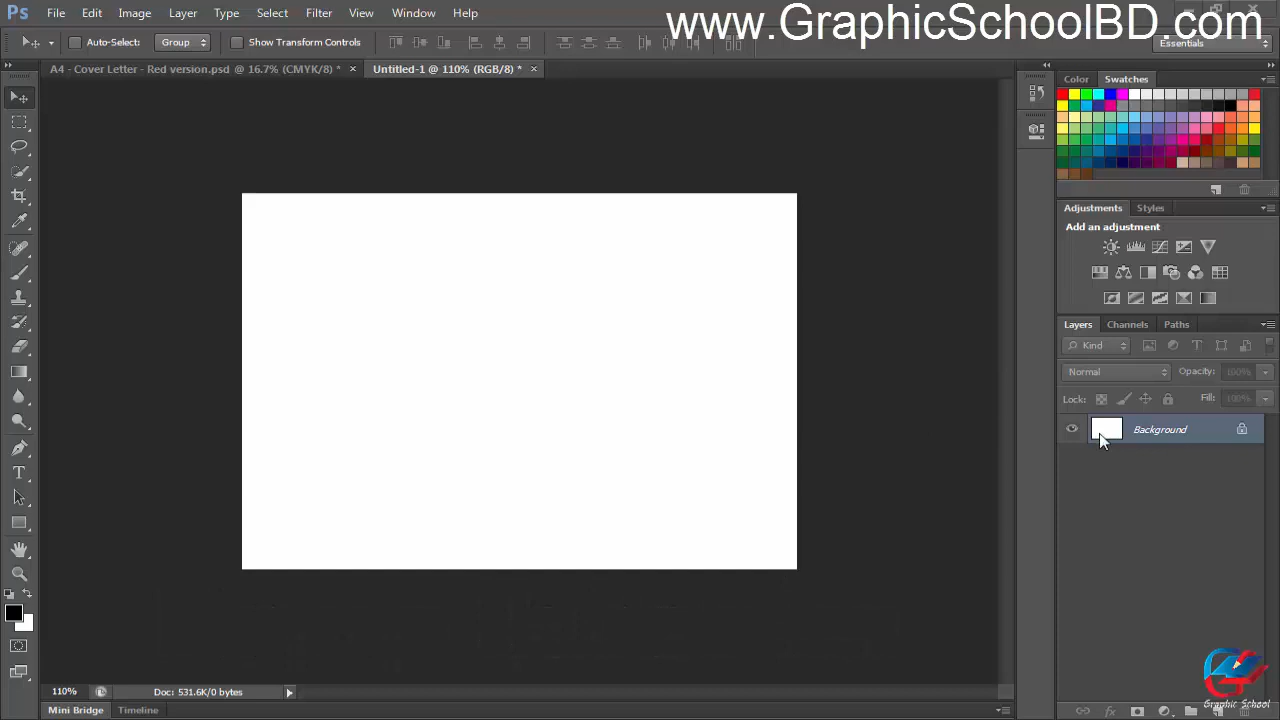 Ps File Edit Image Layer Type Select Filter View Window Help
www.GraphicSchoolBD.com
Auto-Select: Group Show Transform Controls
Essentials
A4 - Cover Letter - Red version.psd @ 16.7% (CMYK/8) * × Untitled-1 @ 110% (RGB/8) * ×
Color Swatches
Adjustments Styles
Add an adjustment
Layers Channels Paths
Kind
Normal Opacity: 100%
Lock: Fill: 100%
Background
T
110% Doc: 531.6K/0 bytes
Graphic School
Mini Bridge Timeline
fx